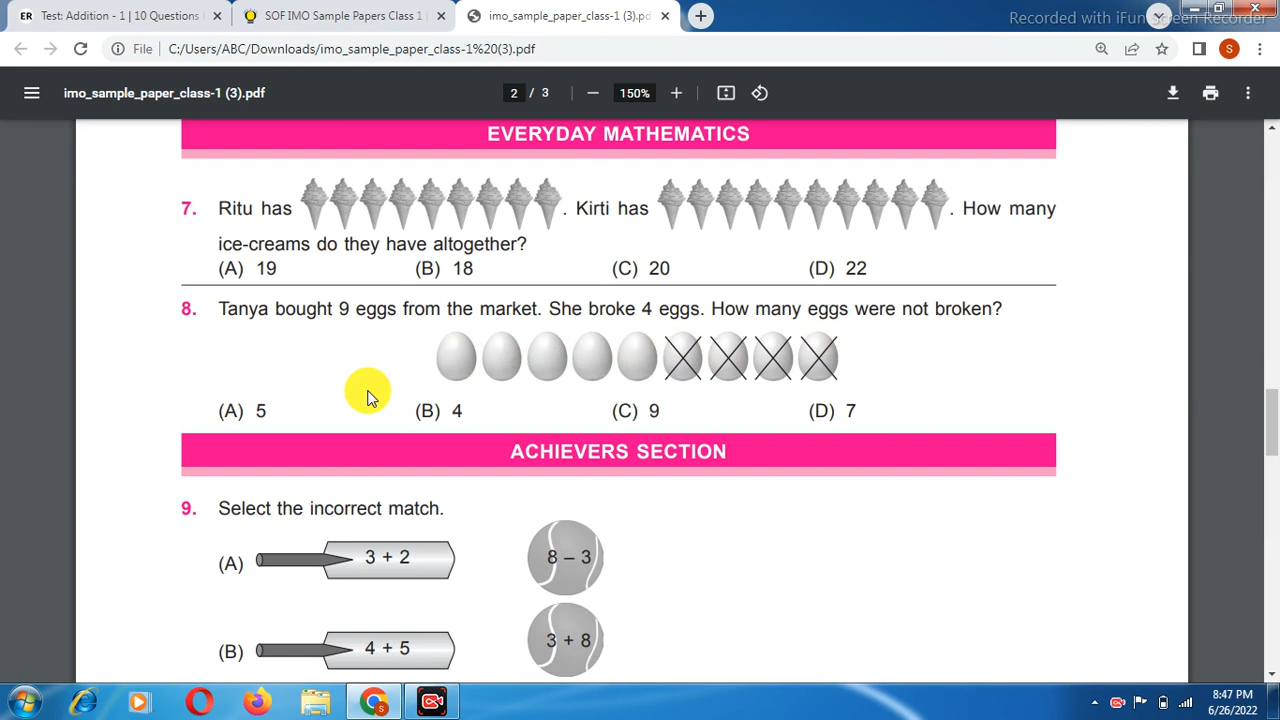 ER Test: Addition - 1 | 10 Questions
SOF IMO Sample Papers Class 1
imo_sample_paper_class-1 (3).pdf
Recorded with iFun Screen Recorder
File
C:/Users/ABC/Downloads/imo_sample_paper_class-1%20(3).pdf
S
imo_sample_paper_class-1 (3).pdf
2 / 3
150%
EVERYDAY MATHEMATICS
7. Ritu has . Kirti has . How many
ice-creams do they have altogether?
(A) 19 (B) 18 (C) 20 (D) 22
8. Tanya bought 9 eggs from the market. She broke 4 eggs. How many eggs were not broken?
(A) 5 (B) 4 (C) 9 (D) 7
ACHIEVERS SECTION
9. Select the incorrect match.
(A) 3 + 2 8 – 3
(B) 4 + 5 3 + 8
8:47 PM
6/26/2022